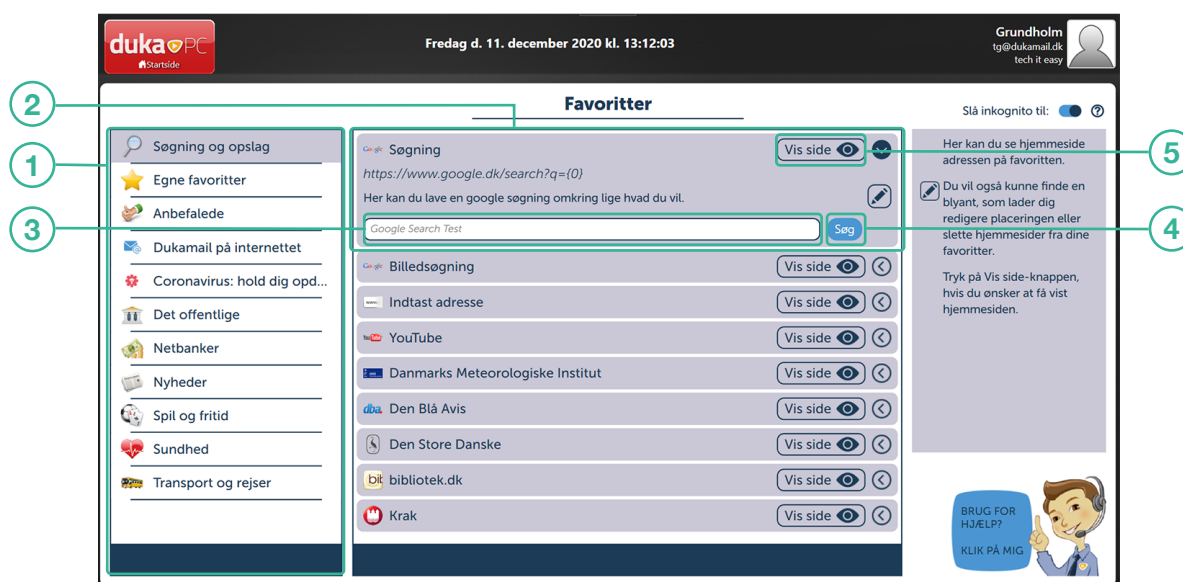 duka PC
Startside
Fredag d. 11. december 2020 kl. 13:12:03
Grundholm
tg@dukamail.dk
tech it easy
Favoritter
Slå inkognito til:
?
1
2
3
4
5
Søgning og opslag
Egne favoritter
Anbefalede
Dukamail på internettet
Coronavirus: hold dig opd...
Det offentlige
Netbanker
Nyheder
Spil og fritid
Sundhed
Transport og rejser
Google Søgning
Vis side
https://www.google.dk/search?q={0}
Her kan du lave en google søgning omkring lige hvad du vil.
Google Search Test
Søg
Google Billedsøgning
Vis side
Indtast adresse
Vis side
YouTube
Vis side
Danmarks Meteorologiske Institut
Vis side
dba. Den Blå Avis
Vis side
Den Store Danske
Vis side
bit bibliotek.dk
Vis side
Krak
Vis side
Her kan du se hjemmeside
adressen på favoritten.
Du vil også kunne finde en
blyant, som lader dig
redigere placeringen eller
slette hjemmesider fra dine
favoritter.
Tryk på Vis side-knappen,
hvis du ønsker at få vist
hjemmesiden.
BRUG FOR
HJÆLP?
KLIK PÅ MIG